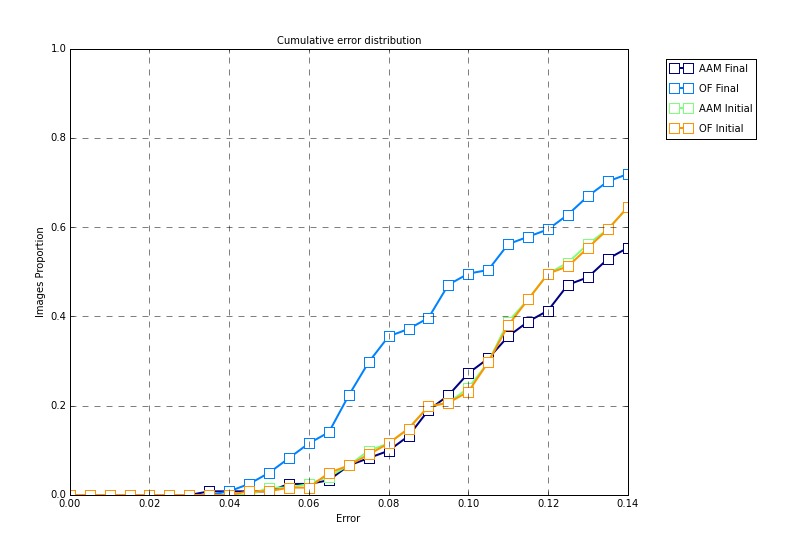 Cumulative error distribution
1.0
0.8
0.6
0.4
0.2
0.0
Images Proportion
0.00 0.02 0.04 0.06 0.08 0.10 0.12 0.14
Error
AAM Final
OF Final
AAM Initial
OF Initial